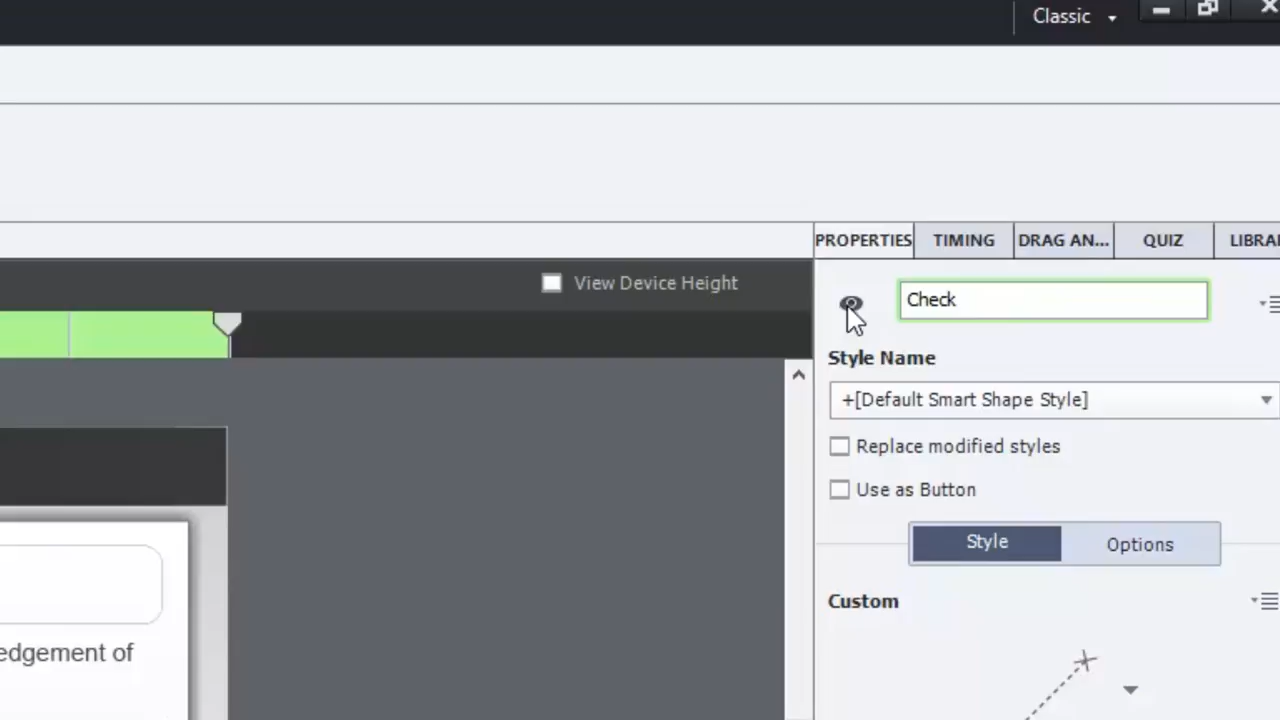 Classic
PROPERTIES TIMING DRAG AN... QUIZ LIBRA
View Device Height
Check
Style Name
+[Default Smart Shape Style]
Replace modified styles
Use as Button
Style Options
Custom
edgement of